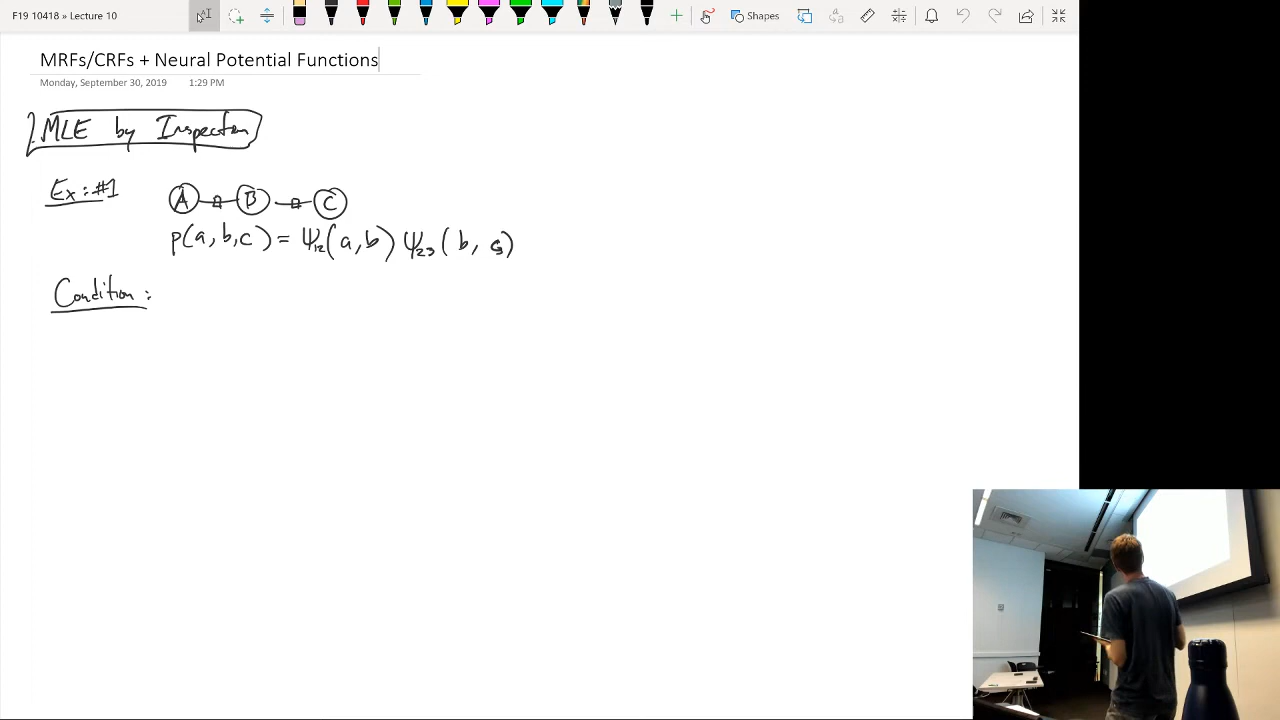 F19 10418 » Lecture 10
Shapes
MRFs/CRFs + Neural Potential Functions
Monday, September 30, 2019 1:29 PM
1. MLE by Inspection
Ex: #1 A B C
p(a, b, c) = ψ₁₂(a, b) ψ₂₃(b, c)
Condition: